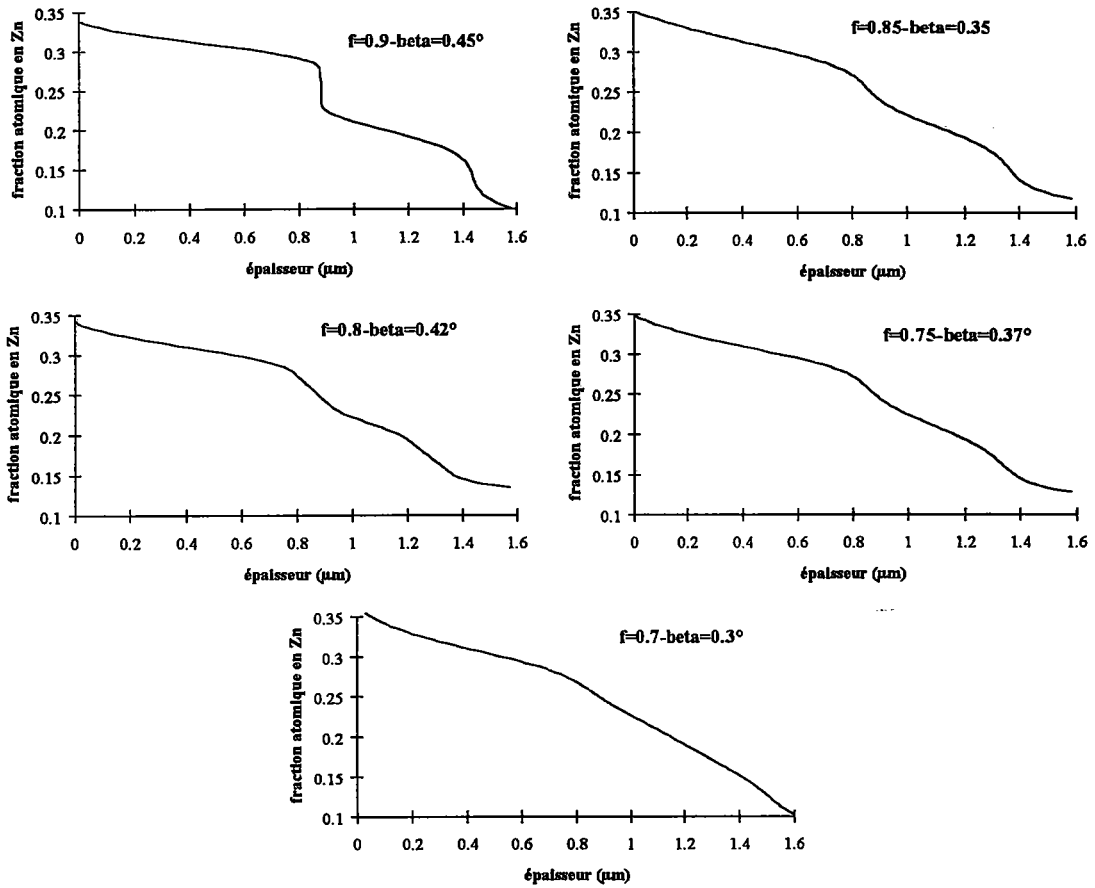 f=0.9-beta=0.45°
fraction atomique en Zn
0.35
0.3
0.25
0.2
0.15
0.1
0 0.2 0.4 0.6 0.8 1 1.2 1.4 1.6
épaisseur (µm)
f=0.85-beta=0.35
fraction atomique en Zn
0.35
0.3
0.25
0.2
0.15
0.1
0 0.2 0.4 0.6 0.8 1 1.2 1.4 1.6
épaisseur (µm)
f=0.8-beta=0.42°
fraction atomique en Zn
0.35
0.3
0.25
0.2
0.15
0.1
0 0.2 0.4 0.6 0.8 1 1.2 1.4 1.6
épaisseur (µm)
f=0.75-beta=0.37°
fraction atomique en Zn
0.35
0.3
0.25
0.2
0.15
0.1
0 0.2 0.4 0.6 0.8 1 1.2 1.4 1.6
épaisseur (µm)
f=0.7-beta=0.3°
fraction atomique en Zn
0.35
0.3
0.25
0.2
0.15
0.1
0 0.2 0.4 0.6 0.8 1 1.2 1.4 1.6
épaisseur (µm)